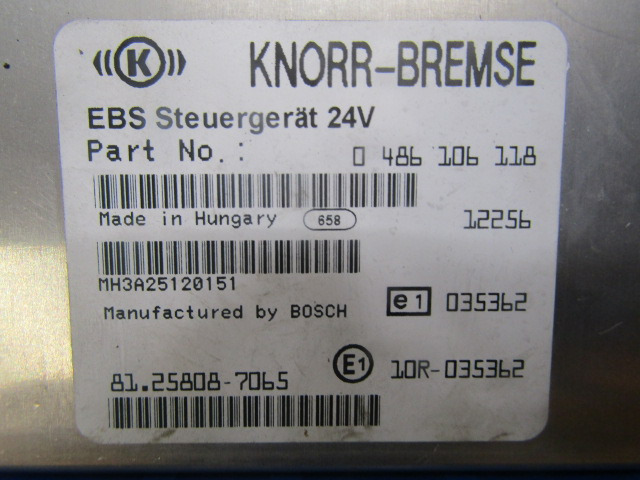 ((K)) KNORR-BREMSE
EBS Steuergerät 24V
Part No.: 0 486 106 118
Made in Hungary 658 12256
MH3A25120151
Manufactured by BOSCH e1 035362
81.25808-7065 E1 10R-035362